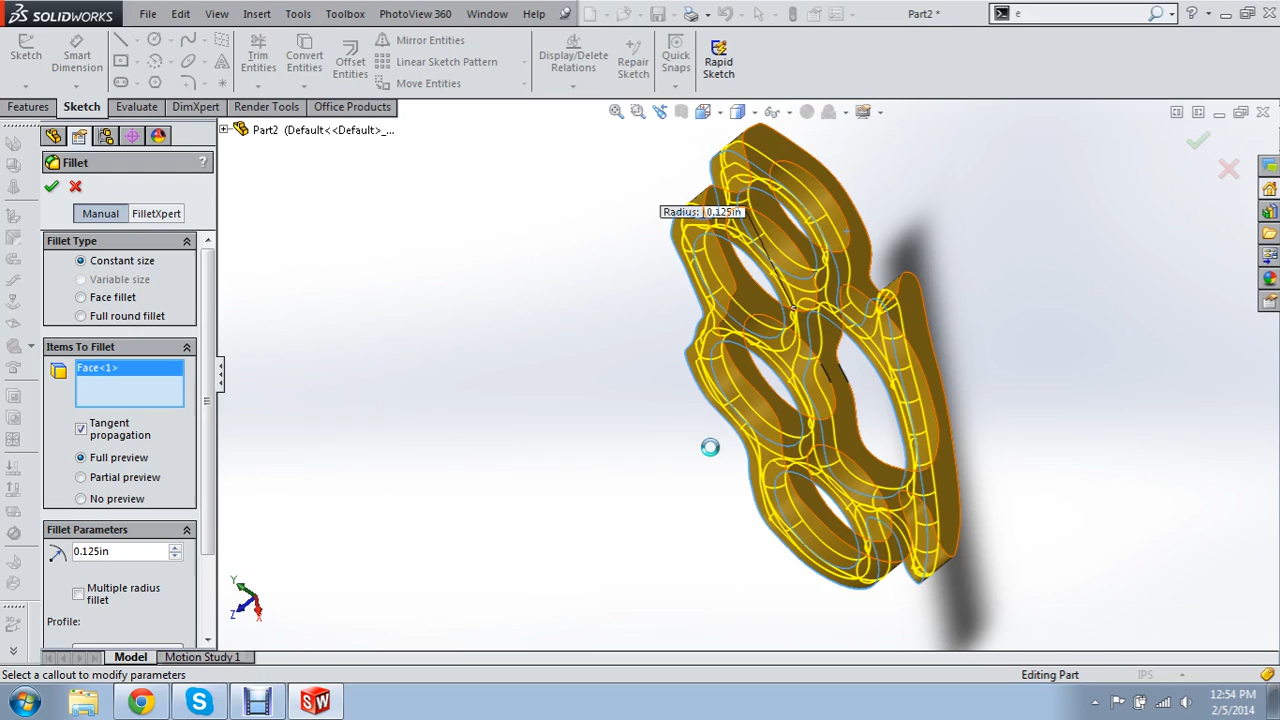 SOLIDWORKS
File Edit View Insert Tools Toolbox PhotoView 360 Window Help
Part2 *
e
Sketch
Smart Dimension
Trim Entities
Convert Entities
Offset Entities
Mirror Entities
Linear Sketch Pattern
Move Entities
Display/Delete Relations
Repair Sketch
Quick Snaps
Rapid Sketch
Features Sketch Evaluate DimXpert Render Tools Office Products
Part2 (Default<<Default>_...
Fillet ?
Manual FilletXpert
Fillet Type
Constant size
Variable size
Face fillet
Full round fillet
Items To Fillet
Face<1>
Tangent
propagation
Full preview
Partial preview
No preview
Fillet Parameters
0.125in
Multiple radius
fillet
Profile:
Radius: 0.125in
Y
Z
X
Model Motion Study 1
Select a callout to modify parameters
Editing Part
IPS
12:54 PM
2/5/2014